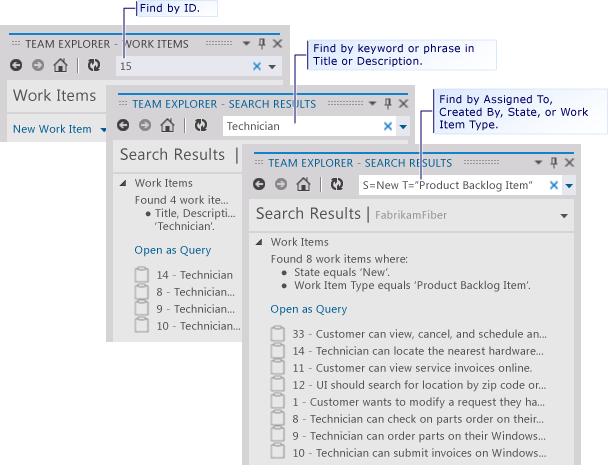 Find by ID.
TEAM EXPLORER - WORK ITEMS
15
Work Items
New Work Item
Find by keyword or phrase in
Title or Description.
TEAM EXPLORER - SEARCH RESULTS
Technician
Search Results |
Work Items
Found 4 work ite...
• Title, Descripti...
'Technician'.
Open as Query
14 - Technician
8 - Technician...
9 - Technician...
10 - Technician...
Find by Assigned To,
Created By, State, or Work
Item Type.
TEAM EXPLORER - SEARCH RESULTS
S=New T="Product Backlog Item"
Search Results | FabrikamFiber
Work Items
Found 8 work items where:
• State equals 'New'.
• Work Item Type equals 'Product Backlog Item'.
Open as Query
33 - Customer can view, cancel, and schedule an...
14 - Technician can locate the nearest hardware...
11 - Customer can view service invoices online.
12 - UI should search for location by zip code or...
1 - Customer wants to modify a request they ha...
8 - Technician can check on parts order on their...
9 - Technician can order parts on their Windows...
10 - Technician can submit invoices on Windows...